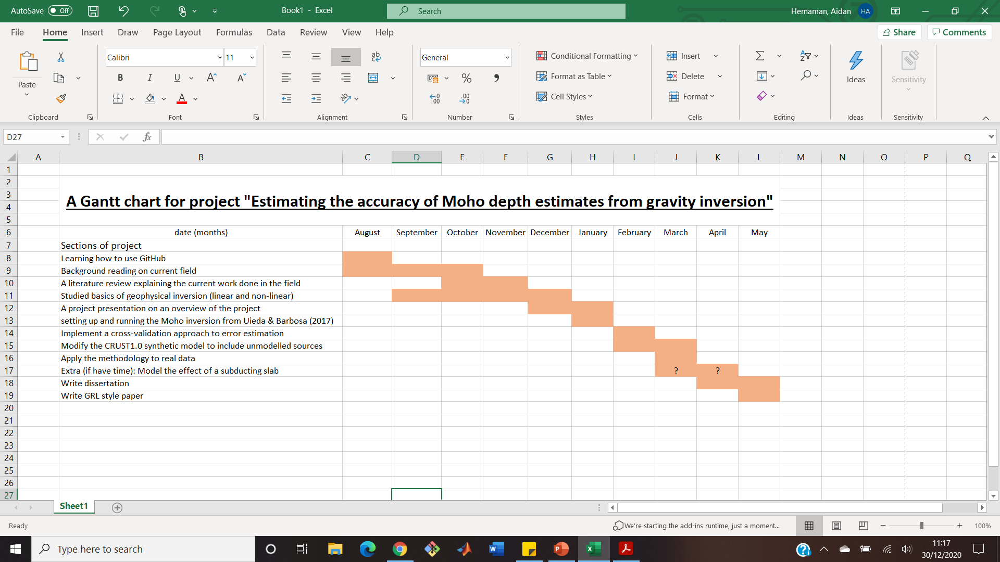 AutoSave Off Book1 - Excel Search Hernaman, Aidan HA
File Home Insert Draw Page Layout Formulas Data Review View Help Share Comments
Paste Calibri 11 B I U A A A ab c General % , .00 .00 Conditional Formatting Format as Table Cell Styles Insert Delete Format Ideas Sensitivity
Clipboard Font Alignment Number Styles Cells Editing Ideas Sensitivity
D27 fx
A B C D E F G H I J K L M N O P Q
1
2
3
A Gantt chart for project "Estimating the accuracy of Moho depth estimates from gravity inversion"
4
5
6 date (months) August September October November December January February March April May
7 Sections of project
8 Learning how to use GitHub
9 Background reading on current field
10 A literature review explaining the current work done in the field
11 Studied basics of geophysical inversion (linear and non-linear)
12 A project presentation on an overview of the project
13 setting up and running the Moho inversion from Uieda & Barbosa (2017)
14 Implement a cross-validation approach to error estimation
15 Modify the CRUST1.0 synthetic model to include unmodelled sources
16 Apply the methodology to real data
17 Extra (if have time): Model the effect of a subducting slab ? ?
18 Write dissertation
19 Write GRL style paper
20
21
22
23
24
25
26
27
Sheet1
Ready We're starting the add-ins runtime, just a moment... 100%
Type here to search 11:17
30/12/2020